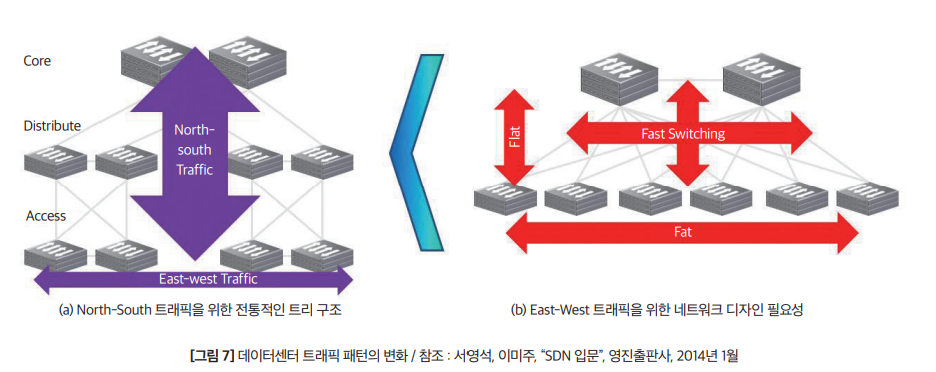 Core
Distribute
Access
North-
south
Traffic
East-west Traffic
(a) North-South 트래픽을 위한 전통적인 트리 구조
Flat
Fast Switching
Fat
(b) East-West 트래픽을 위한 네트워크 디자인 필요성
[그림 7] 데이터센터 트래픽 패턴의 변화 / 참조 : 서영석, 이미주, “SDN 입문”, 영진출판사, 2014년 1월